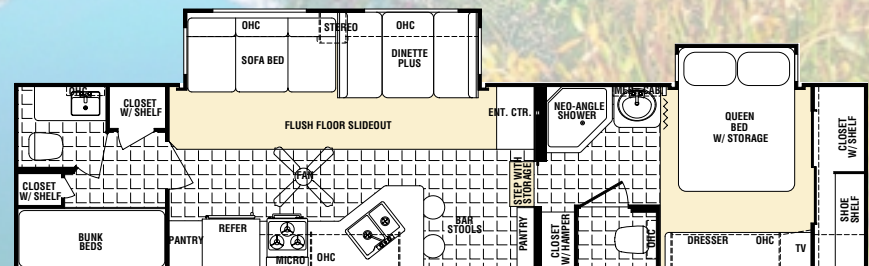 OHC
OHC
STEREO
SOFA BED
DINETTE
PLUS
OHC
MED. CAB.
CLOSET
W/ SHELF
ENT. CTR.
NEO-ANGLE
SHOWER
QUEEN
BED
W/ STORAGE
CLOSET
W/ SHELF
FLUSH FLOOR SLIDEOUT
FAN
STEP WITH
STORAGE
CLOSET
W/ SHELF
SHOE
SHELF
BUNK
BEDS
PANTRY
REFER
MICRO
OHC
BAR
STOOLS
PANTRY
CLOSET
W/ HAMPER
OHC
DRESSER
OHC
TV